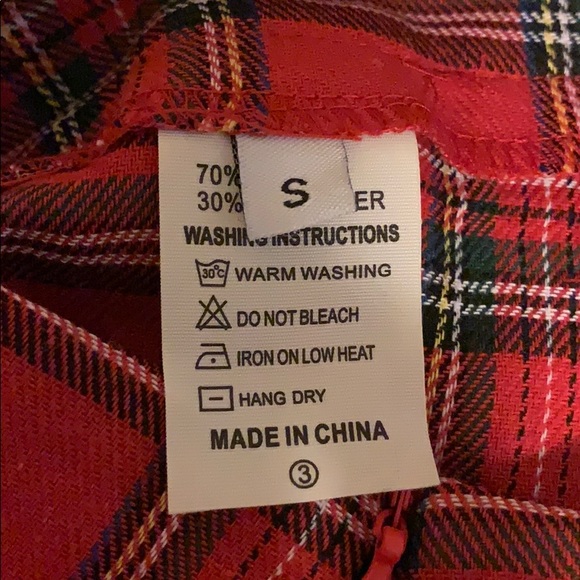 70%
S
30% ER
WASHING INSTRUCTIONS
30°C WARM WASHING
DO NOT BLEACH
IRON ON LOW HEAT
HANG DRY
MADE IN CHINA
3